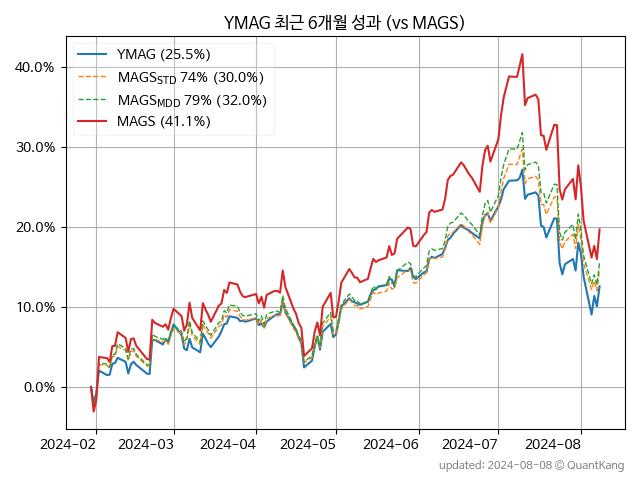 YMAG 최근 6개월 성과 (vs MAGS)
YMAG (25.5%)
MAGS_STD 74% (30.0%)
MAGS_MDD 79% (32.0%)
MAGS (41.1%)
40.0%
30.0%
20.0%
10.0%
0.0%
2024-02 2024-03 2024-04 2024-05 2024-06 2024-07 2024-08
updated: 2024-08-08 © QuantKang